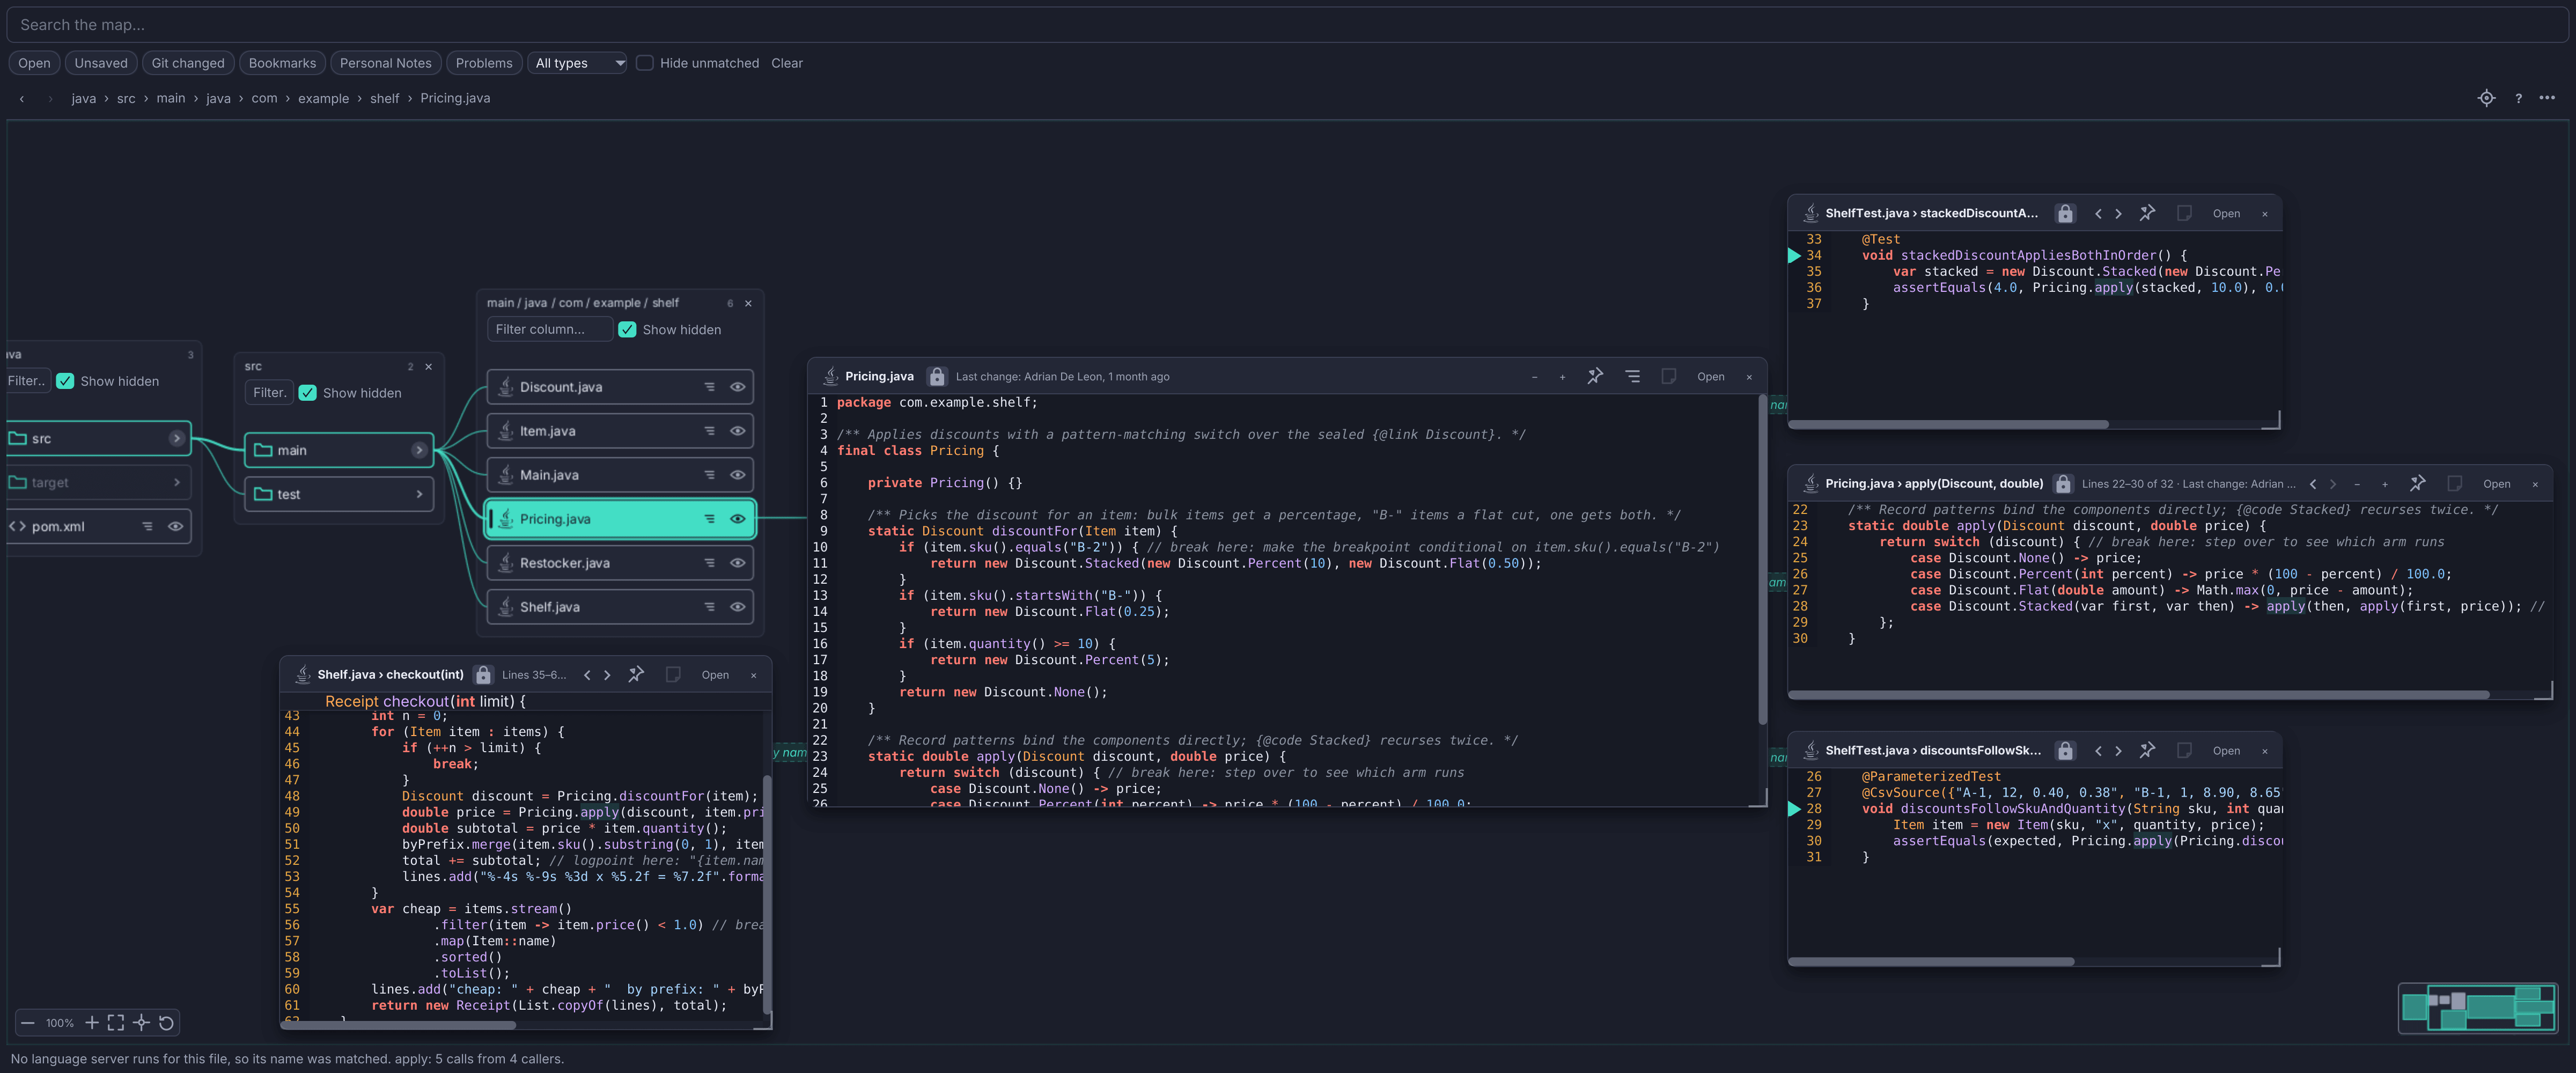 Search the map...
Open Unsaved Git changed Bookmarks Personal Notes Problems All types Hide unmatched Clear
java › src › main › java › com › example › shelf › Pricing.java
?
3
Show hidden
src
target
pom.xml
src 2 ×
Show hidden
main
test
main / java / com / example / shelf 6 ×
Filter column... Show hidden
Discount.java
Item.java
Main.java
Pricing.java
Restocker.java
Shelf.java
Shelf.java › checkout(int) Lines 35–6... Open ×
Receipt checkout(int limit) {
43 int n = 0;
44 for (Item item : items) {
45 if (++n > limit) {
46 break;
47 }
48 Discount discount = Pricing.discountFor(item);
49 double price = Pricing.apply(discount, item.pri
50 double subtotal = price * item.quantity();
51 byPrefix.merge(item.sku().substring(0, 1), item
52 total += subtotal; // logpoint here: "{item.nam
53 lines.add("%-4s %-9s %3d x %5.2f = %7.2f".forma
54 }
55 var cheap = items.stream()
56 .filter(item -> item.price() < 1.0) // brea
57 .map(Item::name)
58 .sorted()
59 .toList();
60 lines.add("cheap: " + cheap + "  by prefix: " + byP
61 return new Receipt(List.copyOf(lines), total);
62 }
Pricing.java Last change: Adrian De Leon, 1 month ago − + Open ×
1 package com.example.shelf;
2
3 /** Applies discounts with a pattern-matching switch over the sealed {@link Discount}. */
4 final class Pricing {
5
6 private Pricing() {}
7
8 /** Picks the discount for an item: bulk items get a percentage, "B-" items a flat cut, one gets both. */
9 static Discount discountFor(Item item) {
10 if (item.sku().equals("B-2")) { // break here: make the breakpoint conditional on item.sku().equals("B-2")
11 return new Discount.Stacked(new Discount.Percent(10), new Discount.Flat(0.50));
12 }
13 if (item.sku().startsWith("B-")) {
14 return new Discount.Flat(0.25);
15 }
16 if (item.quantity() >= 10) {
17 return new Discount.Percent(5);
18 }
19 return new Discount.None();
20 }
21
22 /** Record patterns bind the components directly; {@code Stacked} recurses twice. */
23 static double apply(Discount discount, double price) {
24 return switch (discount) { // break here: step over to see which arm runs
25 case Discount.None() -> price;
26 case Discount.Percent(int percent) -> price * (100 - percent) / 100.0;
ShelfTest.java › stackedDiscountA... Open ×
33 @Test
34 void stackedDiscountAppliesBothInOrder() {
35 var stacked = new Discount.Stacked(new Discount.Pe
36 assertEquals(4.0, Pricing.apply(stacked, 10.0), 0.0
37 }
Pricing.java › apply(Discount, double) Lines 22–30 of 32 · Last change: Adrian ... − + Open ×
22 /** Record patterns bind the components directly; {@code Stacked} recurses twice. */
23 static double apply(Discount discount, double price) {
24 return switch (discount) { // break here: step over to see which arm runs
25 case Discount.None() -> price;
26 case Discount.Percent(int percent) -> price * (100 - percent) / 100.0;
27 case Discount.Flat(double amount) -> Math.max(0, price - amount);
28 case Discount.Stacked(var first, var then) -> apply(then, apply(first, price)); //
29 };
30 }
ShelfTest.java › discountsFollowSk... Open ×
26 @ParameterizedTest
27 @CsvSource({"A-1, 12, 0.40, 0.38", "B-1, 1, 8.90, 8.65
28 void discountsFollowSkuAndQuantity(String sku, int quan
29 Item item = new Item(sku, "x", quantity, price);
30 assertEquals(expected, Pricing.apply(Pricing.discou
31 }
100%
No language server runs for this file, so its name was matched. apply: 5 calls from 4 callers.